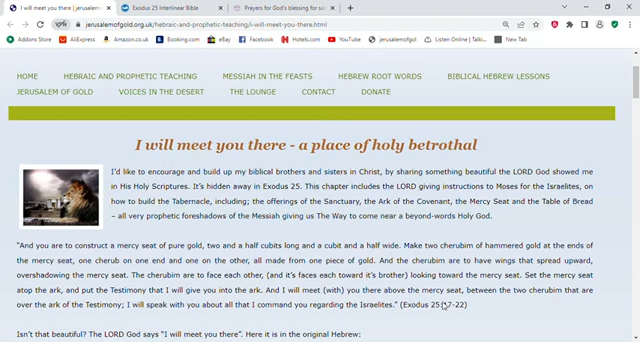 I will meet you there | jerusalem
Exodus 25 Interlinear Bible
Prayers for God's blessing for su
jerusalemofgold.org.uk/hebraic-and-prophetic-teaching/i-will-meet-you-there.html
Addons Store AliExpress Amazon.co.uk Booking.com eBay Facebook Hotels.com YouTube jerusalemof Listen Online | Talki... New Tab
HOME HEBRAIC AND PROPHETIC TEACHING MESSIAH IN THE FEASTS HEBREW ROOT WORDS BIBLICAL HEBREW LESSONS
JERUSALEM OF GOLD VOICES IN THE DESERT THE LOUNGE CONTACT DONATE
I will meet you there - a place of holy betrothal
I'd like to encourage and build up my biblical brothers and sisters in Christ, by sharing something beautiful the LORD God showed me
in His Holy Scriptures. It's hidden away in Exodus 25. This chapter includes the LORD giving instructions to Moses for the Israelites, on
how to build the Tabernacle, including; the offerings of the Sanctuary, the Ark of the Covenant, the Mercy Seat and the Table of Bread
– all very prophetic foreshadows of the Messiah giving us The Way to come near a beyond-words Holy God.
“And you are to construct a mercy seat of pure gold, two and a half cubits long and a cubit and a half wide. Make two cherubim of hammered gold at the ends of
the mercy seat, one cherub on one end and one on the other, all made from one piece of gold. And the cherubim are to have wings that spread upward,
overshadowing the mercy seat. The cherubim are to face each other, (and it's faces each toward it's brother) looking toward the mercy seat. Set the mercy seat
atop the ark, and put the Testimony that I will give you into the ark. And I will meet (with) you there above the mercy seat, between the two cherubim that are
over the ark of the Testimony; I will speak with you about all that I command you regarding the Israelites.” (Exodus 25:17-22)
Isn't that beautiful? The LORD God says “I will meet you there”. Here it is in the original Hebrew: